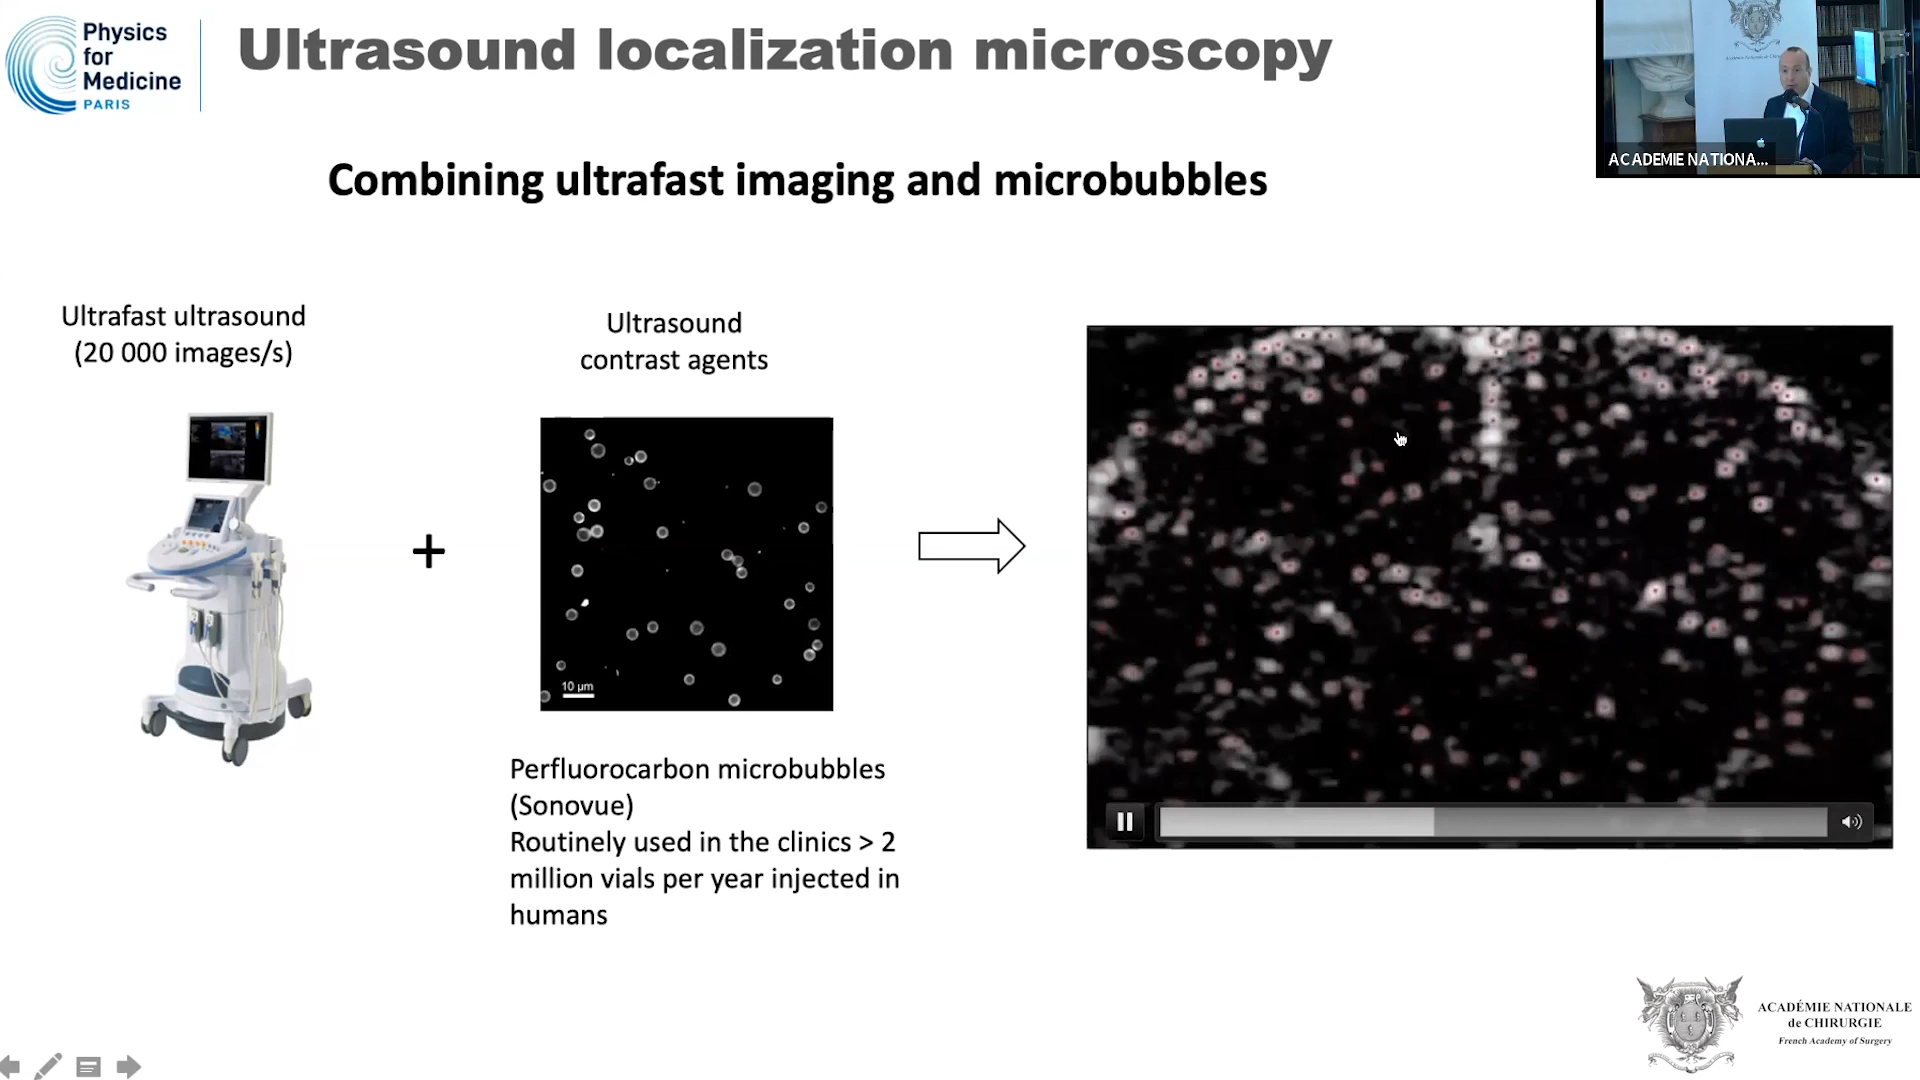 Physics
for
Medicine
PARIS
Ultrasound localization microscopy
ACADEMIE NATIONA...
Combining ultrafast imaging and microbubbles
Ultrafast ultrasound
(20 000 images/s)
Ultrasound
contrast agents
+
10 µm
Perfluorocarbon microbubbles
(Sonovue)
Routinely used in the clinics > 2
million vials per year injected in
humans
ACADÉMIE NATIONALE
de CHIRURGIE
French Academy of Surgery